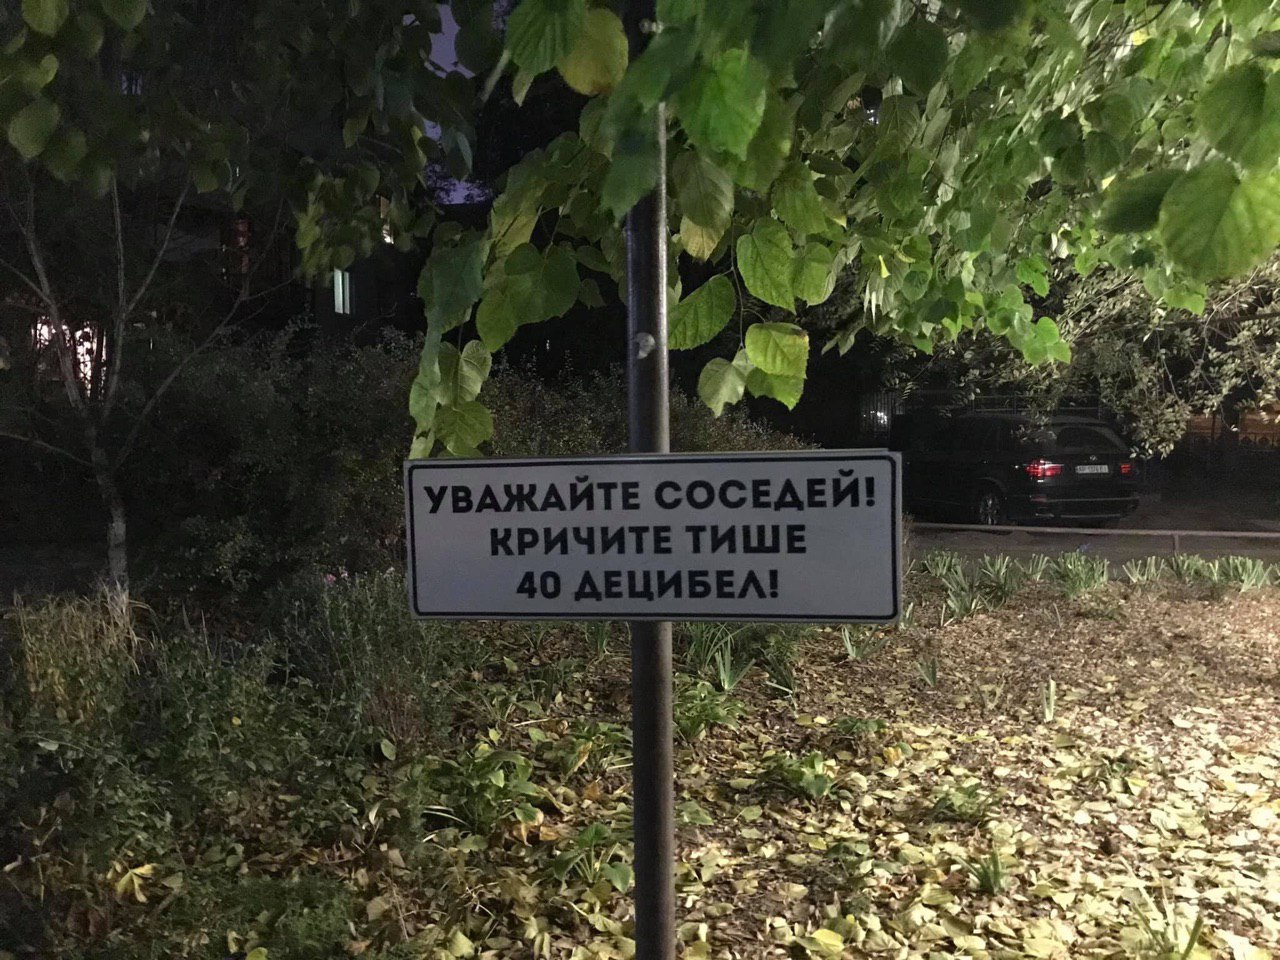 УВАЖАЙТЕ СОСЕДЕЙ!
КРИЧИТЕ ТИШЕ
40 ДЕЦИБЕЛ!